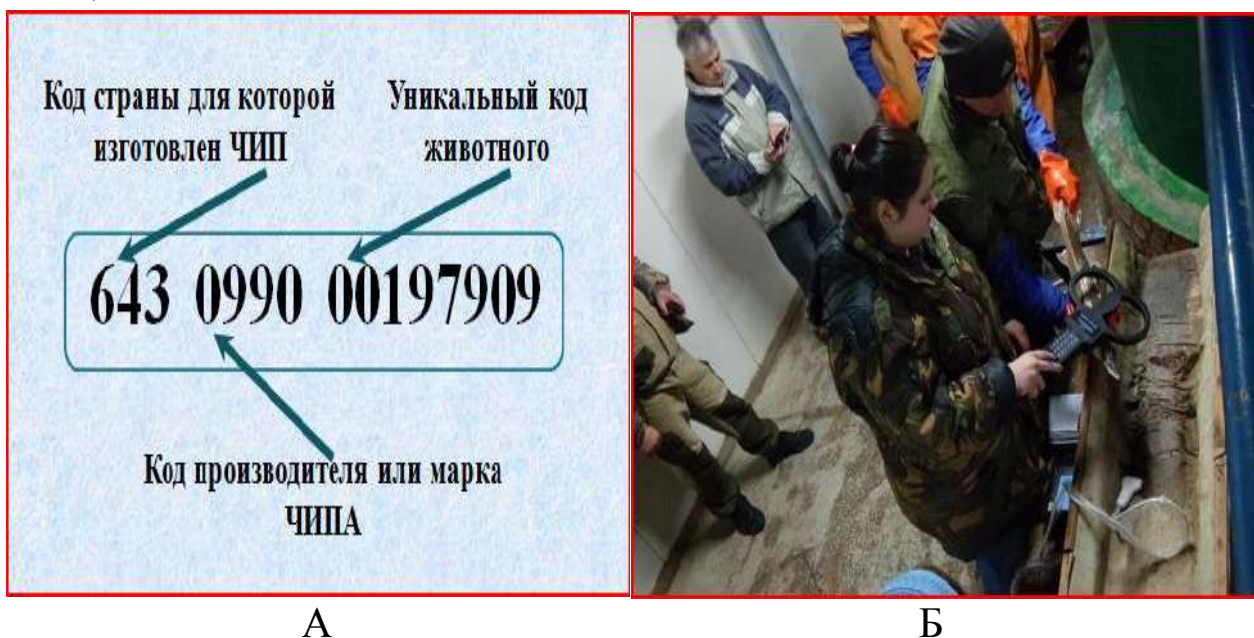 Код страны для которой
изготовлен ЧИП
Уникальный код
животного
643 0990 00197909
Код производителя или марка
ЧИПА
А
Б